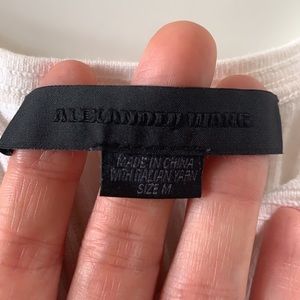 ALEXANDER WANG
MADE IN CHINA
WITH ITALIAN YARN
SIZE M